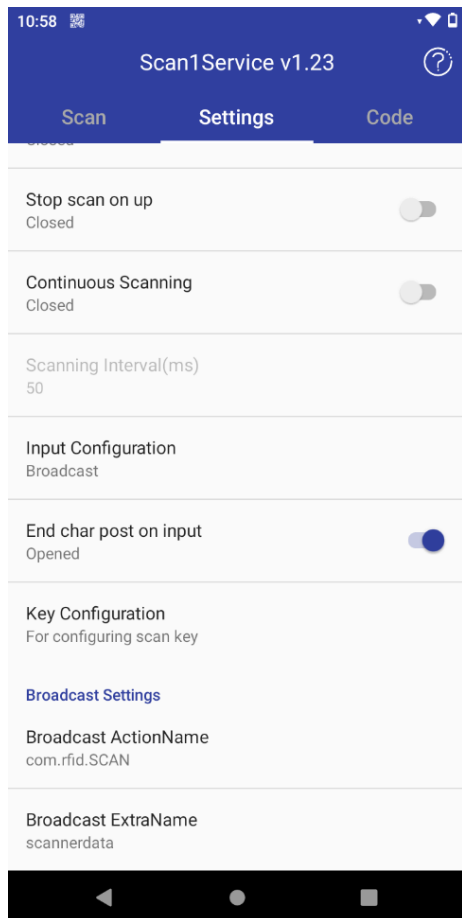 10:58
Scan1Service v1.23
?
Scan Settings Code
Closed
Stop scan on up
Closed
Continuous Scanning
Closed
Scanning Interval(ms)
50
Input Configuration
Broadcast
End char post on input
Opened
Key Configuration
For configuring scan key
Broadcast Settings
Broadcast ActionName
com.rfid.SCAN
Broadcast ExtraName
scannerdata